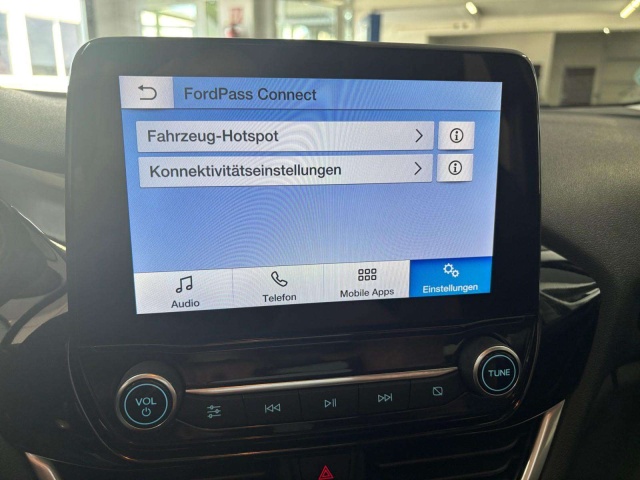 FordPass Connect
Fahrzeug-Hotspot
Konnektivitätseinstellungen
Audio
Telefon
Mobile Apps
Einstellungen
VOL
TUNE